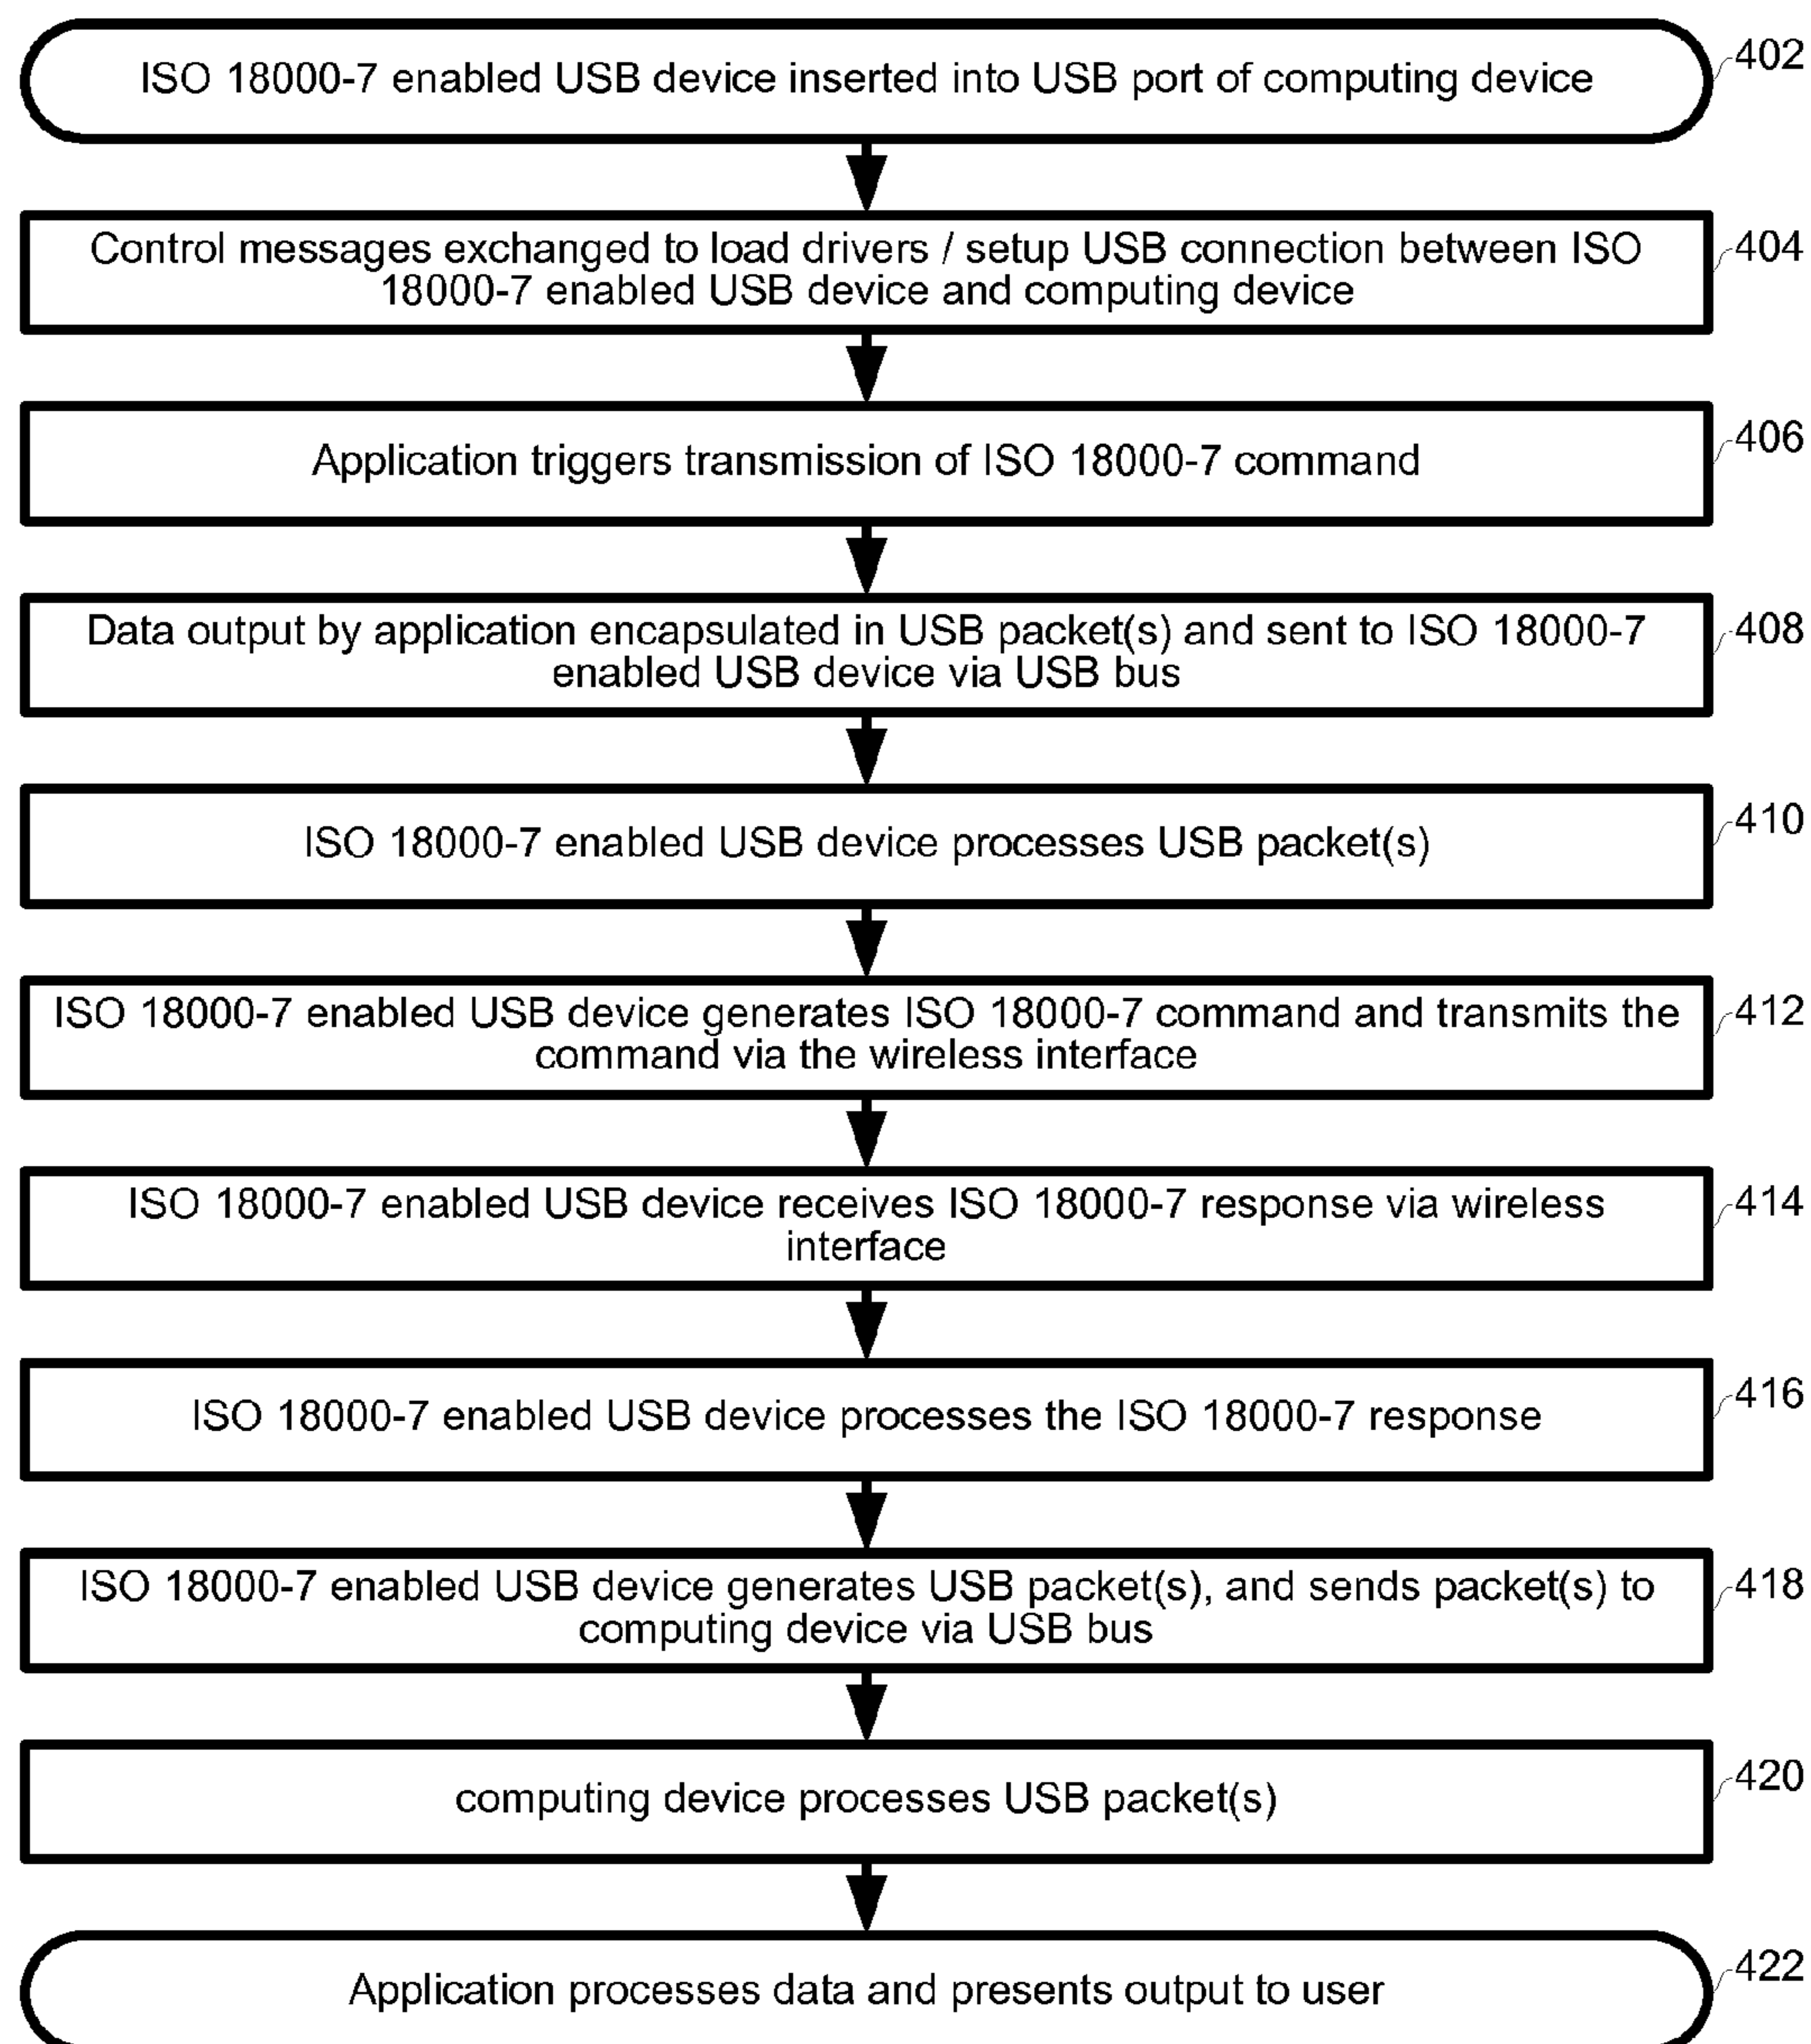 ISO 18000-7 enabled USB device inserted into USB port of computing device
402
Control messages exchanged to load drivers / setup USB connection between ISO
18000-7 enabled USB device and computing device
404
Application triggers transmission of ISO 18000-7 command
406
Data output by application encapsulated in USB packet(s) and sent to ISO 18000-7
enabled USB device via USB bus
408
ISO 18000-7 enabled USB device processes USB packet(s)
410
ISO 18000-7 enabled USB device generates ISO 18000-7 command and transmits the
command via the wireless interface
412
ISO 18000-7 enabled USB device receives ISO 18000-7 response via wireless
interface
414
ISO 18000-7 enabled USB device processes the ISO 18000-7 response
416
ISO 18000-7 enabled USB device generates USB packet(s), and sends packet(s) to
computing device via USB bus
418
computing device processes USB packet(s)
420
Application processes data and presents output to user
422